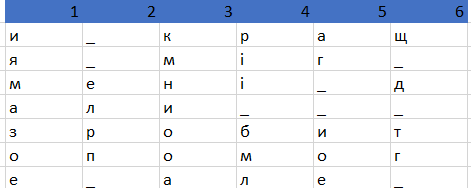 1 2 3 4 5 6
и _ к р а щ
я _ м і г _
м е н і _ д
а л и _ _ _
з р о б и т
о п о м о г
е _ а л е _